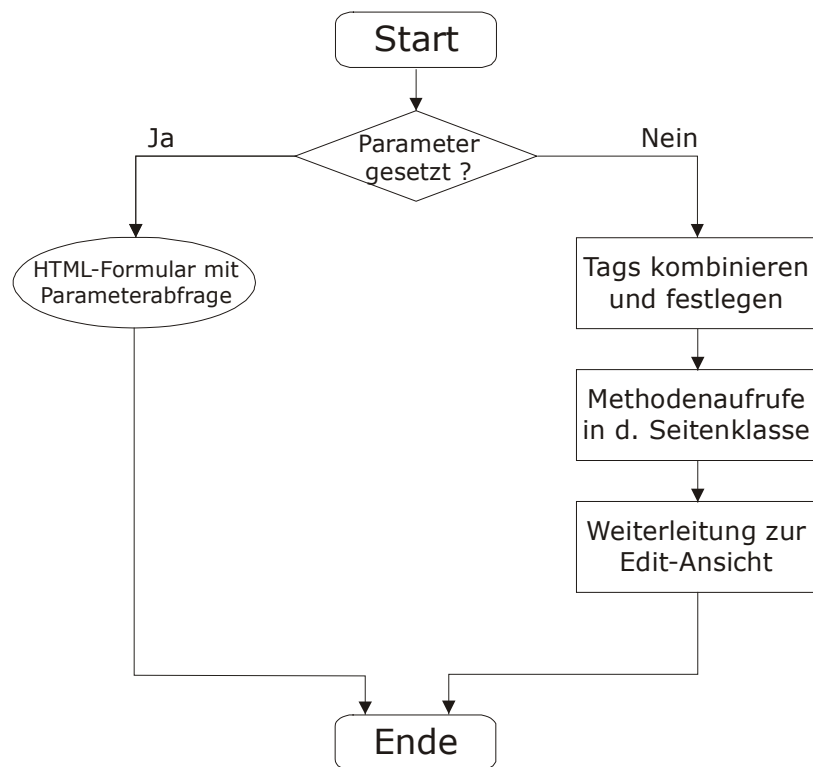 Start
Ja
Parameter
gesetzt ?
Nein
HTML-Formular mit
Parameterabfrage
Tags kombinieren
und festlegen
Methodenaufrufe
in d. Seitenklasse
Weiterleitung zur
Edit-Ansicht
Ende